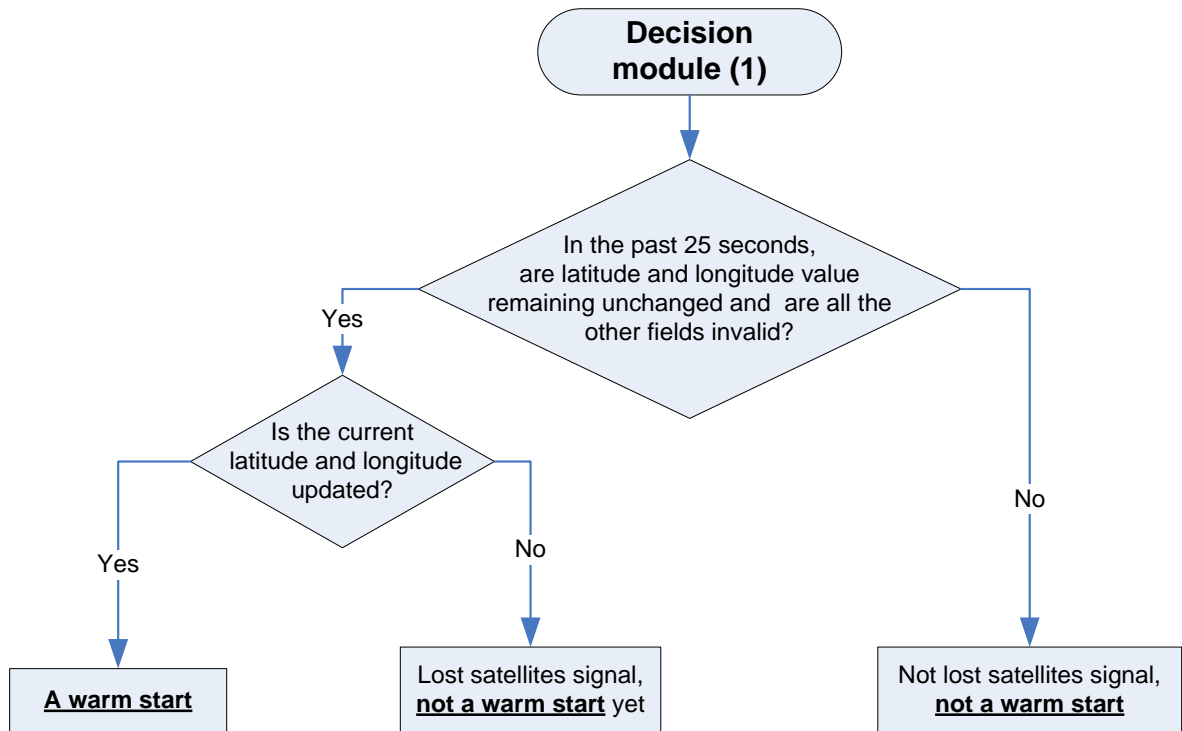 Decision
module (1)
In the past 25 seconds,
are latitude and longitude value
remaining unchanged and are all the
other fields invalid?
Yes
Is the current
latitude and longitude
updated?
No
Yes
No
A warm start
Lost satellites signal,
not a warm start yet
Not lost satellites signal,
not a warm start